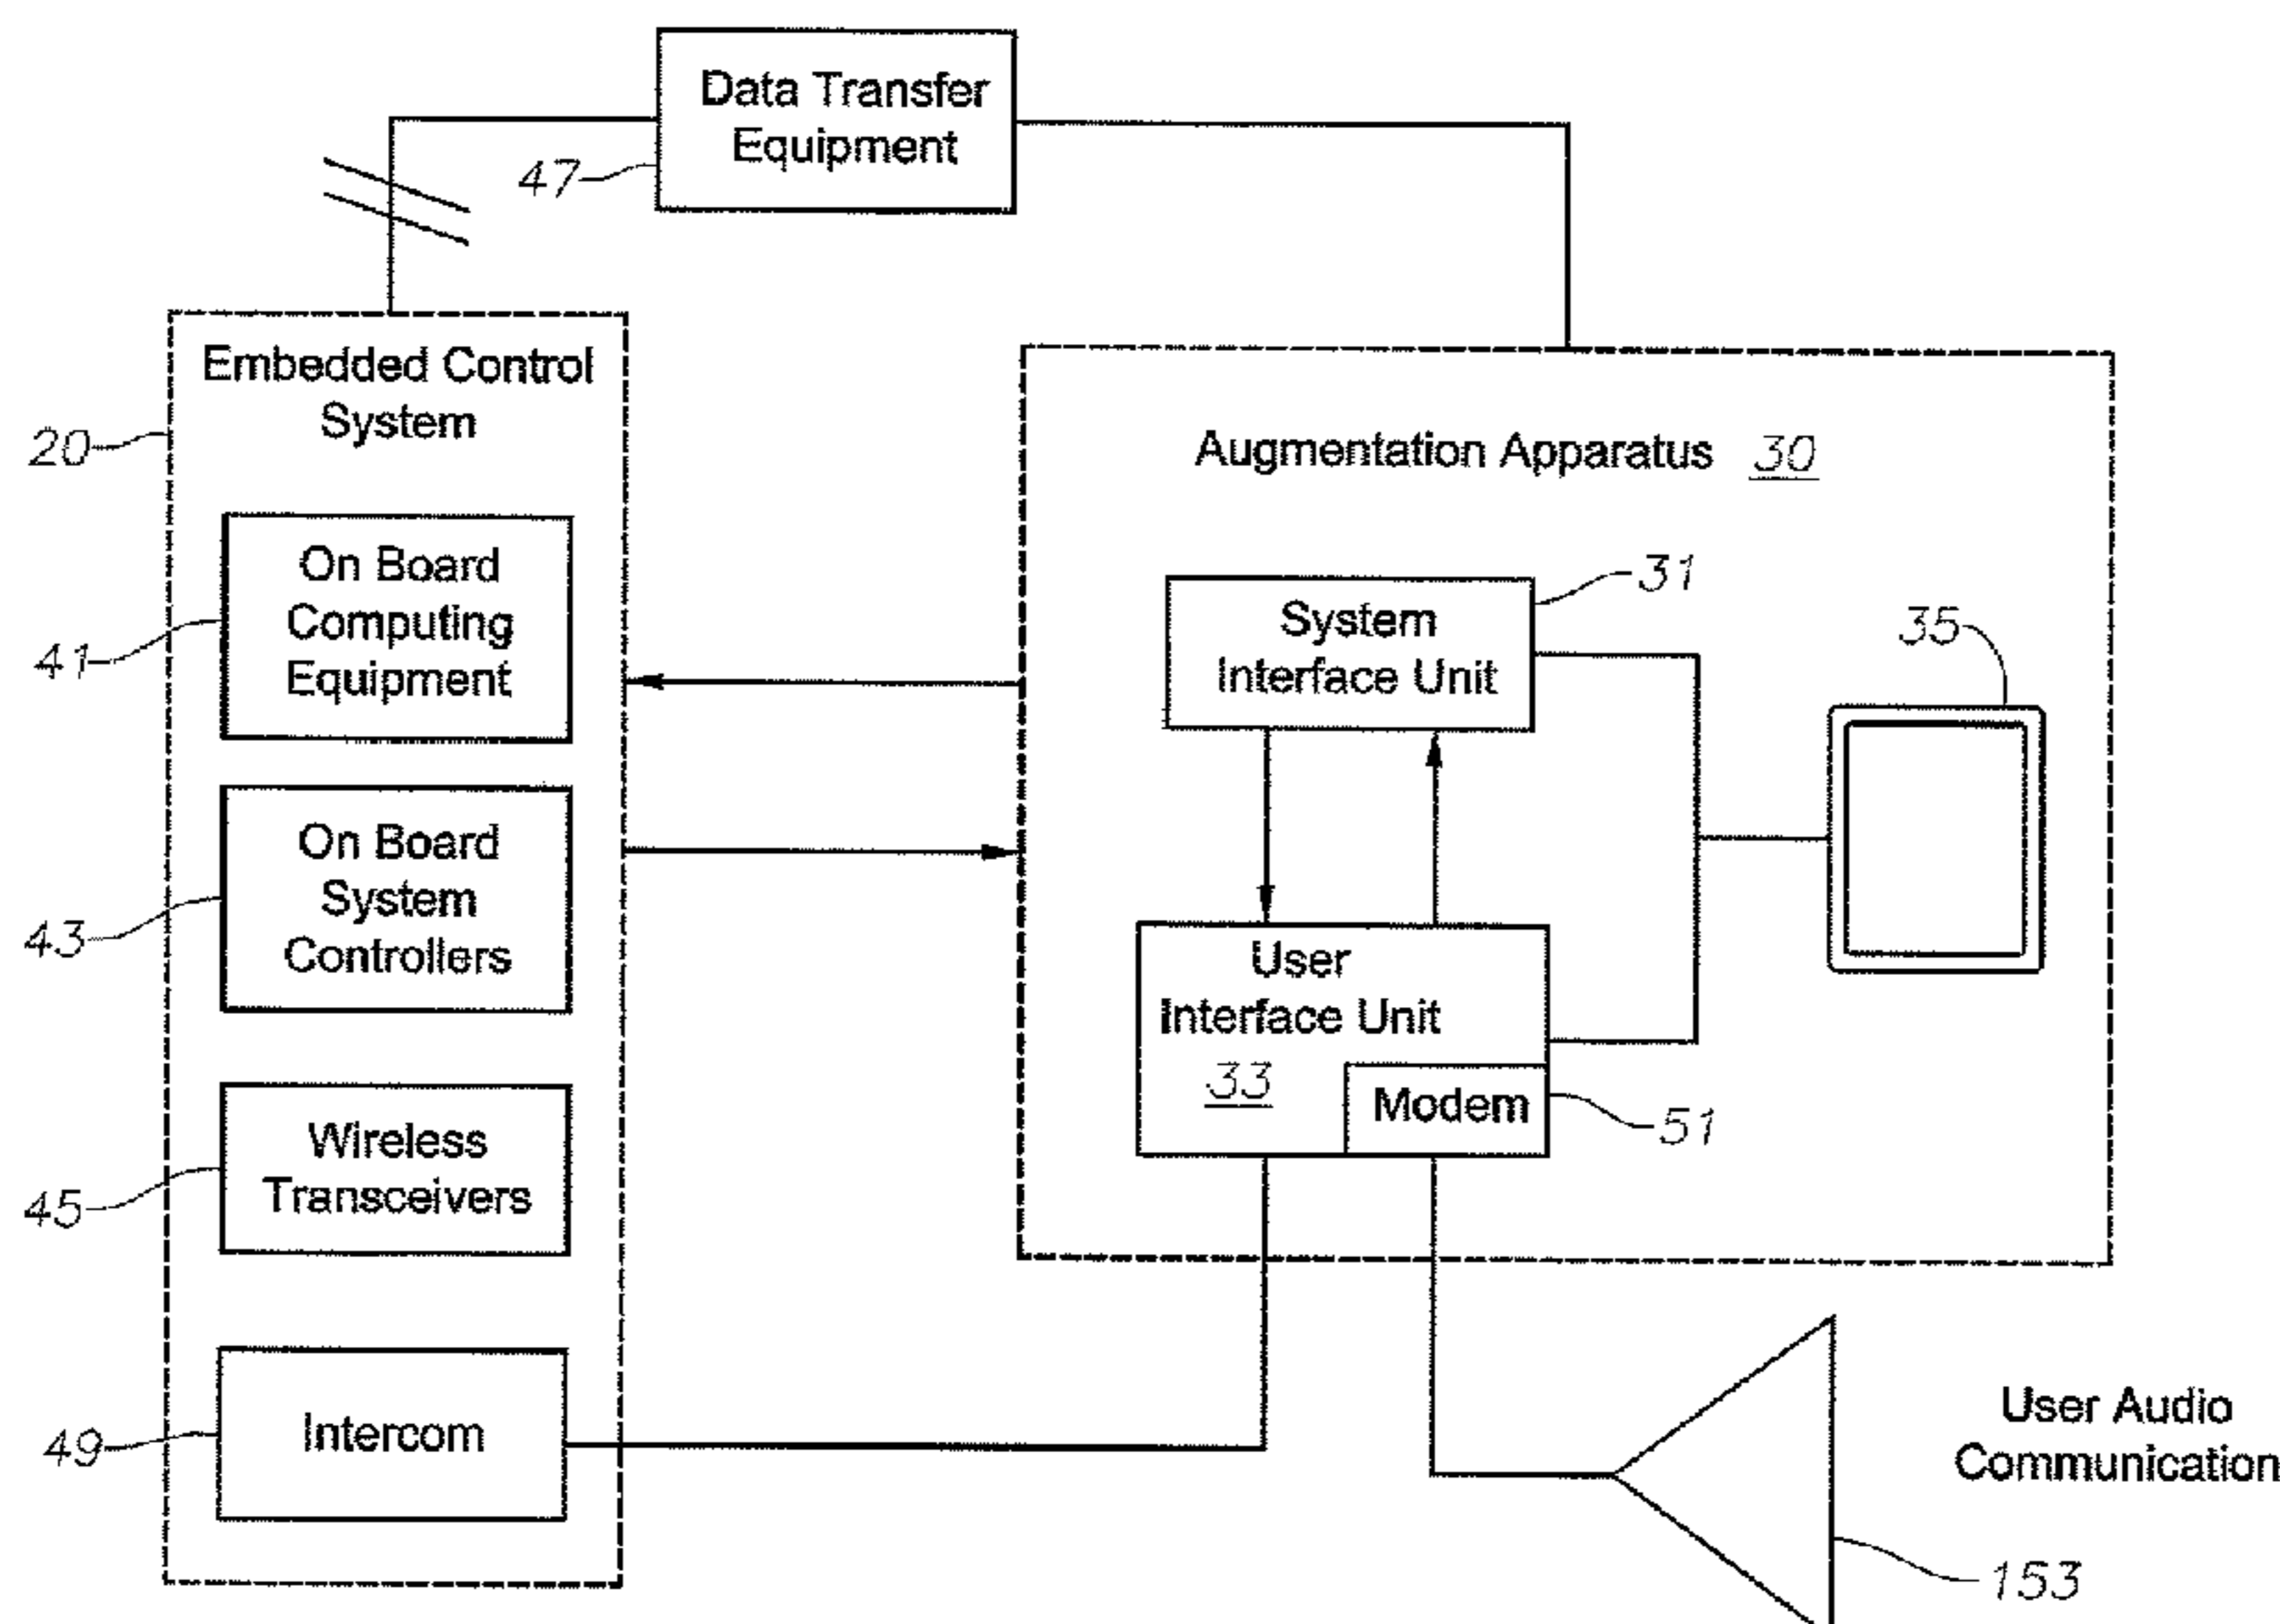 Data Transfer
Equipment
47
Embedded Control
System
20
On Board
Computing
Equipment
41
On Board
System
Controllers
43
Wireless
Transceivers
45
Intercom
49
Augmentation Apparatus 30
System
Interface Unit
31
35
User
Interface Unit
33
Modem
51
User Audio
Communication
153